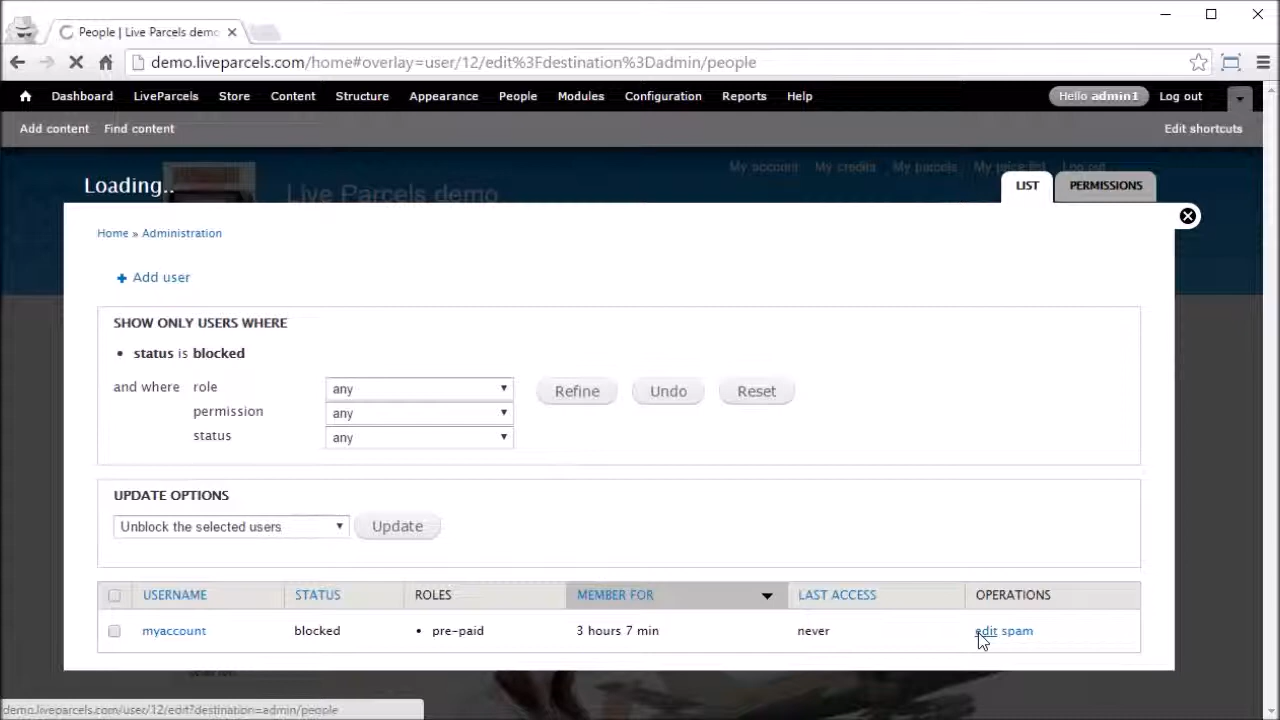 People | Live Parcels demo
demo.liveparcels.com/home#overlay=user/12/edit%3Fdestination%3Dadmin/people
Dashboard LiveParcels Store Content Structure Appearance People Modules Configuration Reports Help Hello admin1 Log out
Add content Find content Edit shortcuts
My account My credits My parcels My price list Log out
Loading.. Live Parcels demo LIST PERMISSIONS
Home » Administration
Add user
SHOW ONLY USERS WHERE
• status is blocked
and where role any Refine Undo Reset
permission any
status any
UPDATE OPTIONS
Unblock the selected users Update
USERNAME STATUS ROLES MEMBER FOR LAST ACCESS OPERATIONS
myaccount blocked • pre-paid 3 hours 7 min never edit spam
demo.liveparcels.com/user/12/edit?destination=admin/people